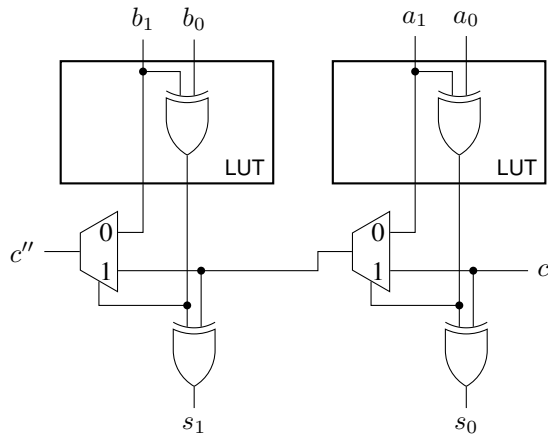 b₁ b₀ a₁ a₀
LUT LUT
0 0
c″ 1 1 c
s₁ s₀